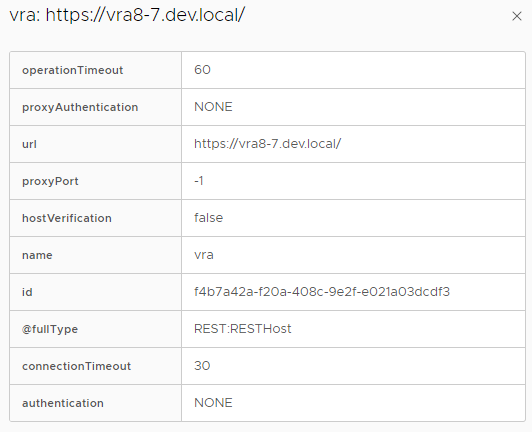 vra: https://vra8-7.dev.local/
operationTimeout 60
proxyAuthentication NONE
url https://vra8-7.dev.local/
proxyPort -1
hostVerification false
name vra
id f4b7a42a-f20a-408c-9e2f-e021a03dcdf3
@fullType REST:RESTHost
connectionTimeout 30
authentication NONE